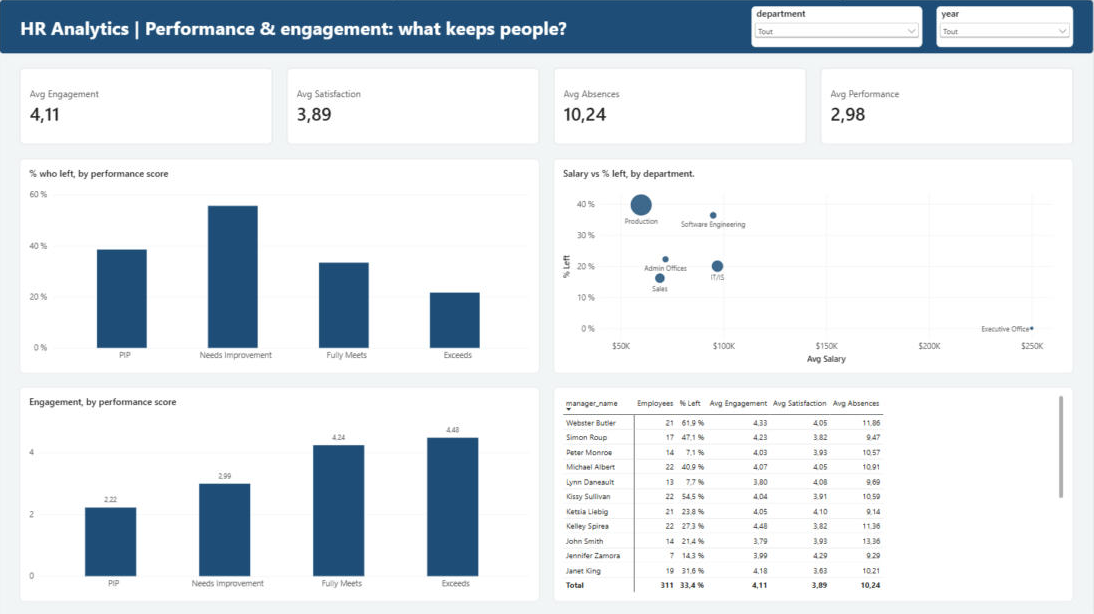 HR Analytics | Performance & engagement: what keeps people?
department
Tout
year
Tout
Avg Engagement
4,11
Avg Satisfaction
3,89
Avg Absences
10,24
Avg Performance
2,98
% who left, by performance score
60 %
40 %
20 %
0 %
PIP
Needs Improvement
Fully Meets
Exceeds
Salary vs % left, by department.
% Left
40 %
30 %
20 %
10 %
0 %
Production
Software Engineering
Admin Offices
IT/IS
Sales
Executive Office
$50K
$100K
$150K
$200K
$250K
Avg Salary
Engagement, by performance score
4
2
0
2.22
2.99
4.24
4.48
PIP
Needs Improvement
Fully Meets
Exceeds
manager_name Employees % Left Avg Engagement Avg Satisfaction Avg Absences
Webster Butler 21 61,9 % 4,33 4,05 11,86
Simon Roup 17 47,1 % 4,23 3,82 9,47
Peter Monroe 14 7,1 % 4,03 3,93 10,57
Michael Albert 22 40,9 % 4,07 4,05 10,91
Lynn Daneault 13 7,7 % 3,80 4,08 9,69
Kissy Sullivan 22 54,5 % 4,04 3,91 10,59
Ketsia Liebig 21 23,8 % 4,05 4,10 9,14
Kelley Spirea 22 27,3 % 4,48 3,82 11,36
John Smith 14 21,4 % 3,79 3,93 13,36
Jennifer Zamora 7 14,3 % 3,99 4,29 9,29
Janet King 19 31,6 % 4,18 3,63 10,21
Total 311 33,4 % 4,11 3,89 10,24